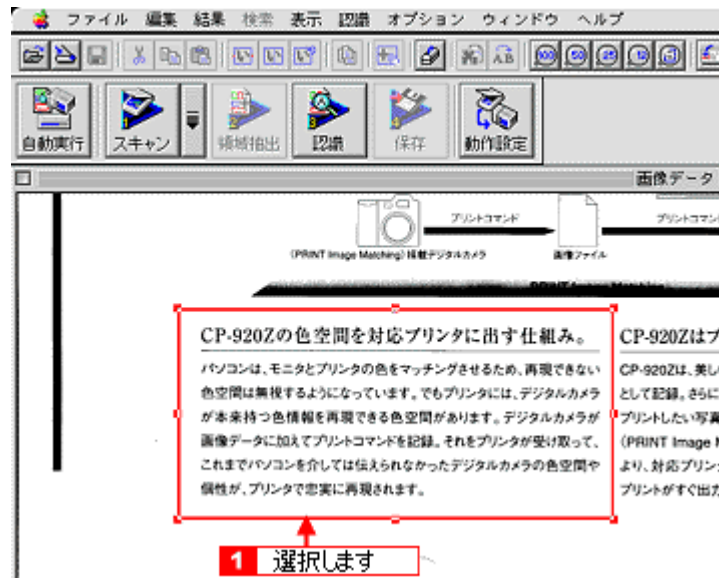 ファイル 編集 結果 検索 表示 認識 オプション ウィンドウ ヘルプ
自動実行 スキャン 領域抽出 認識 保存 動作設定
画像データ
プリントコマンド プリントコマン
(PRINT Image Matching)搭載デジタルカメラ 画像ファイル
PRINT Image Matching
CP-920Zの色空間を対応プリンタに出す仕組み。
パソコンは、モニタとプリンタの色をマッチングさせるため、再現できない
色空間は無視するようになっています。でもプリンタには、デジタルカメラ
が本来持つ色情報を再現できる色空間があります。デジタルカメラが
画像データに加えてプリントコマンドを記録。それをプリンタが受け取って、
これまでパソコンを介しては伝えられなかったデジタルカメラの色空間や
個性が、プリンタで忠実に再現されます。
CP-920Zはプ
CP-920Zは、美し
として記録。さらに
プリントしたい写真
(PRINT Image M
より、対応プリン
プリントがすぐ出力
1 選択します